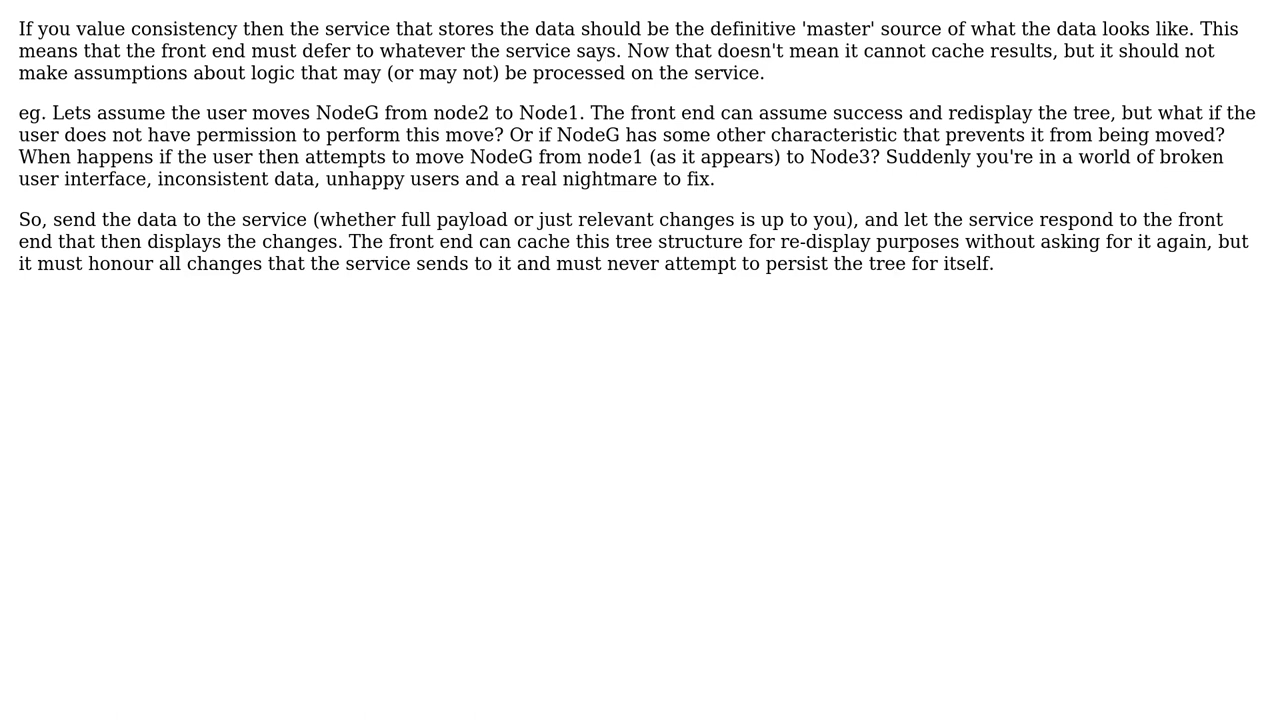 If you value consistency then the service that stores the data should be the definitive 'master' source of what the data looks like. This
means that the front end must defer to whatever the service says. Now that doesn't mean it cannot cache results, but it should not
make assumptions about logic that may (or may not) be processed on the service.
eg. Lets assume the user moves NodeG from node2 to Node1. The front end can assume success and redisplay the tree, but what if the
user does not have permission to perform this move? Or if NodeG has some other characteristic that prevents it from being moved?
When happens if the user then attempts to move NodeG from node1 (as it appears) to Node3? Suddenly you're in a world of broken
user interface, inconsistent data, unhappy users and a real nightmare to fix.
So, send the data to the service (whether full payload or just relevant changes is up to you), and let the service respond to the front
end that then displays the changes. The front end can cache this tree structure for re-display purposes without asking for it again, but
it must honour all changes that the service sends to it and must never attempt to persist the tree for itself.